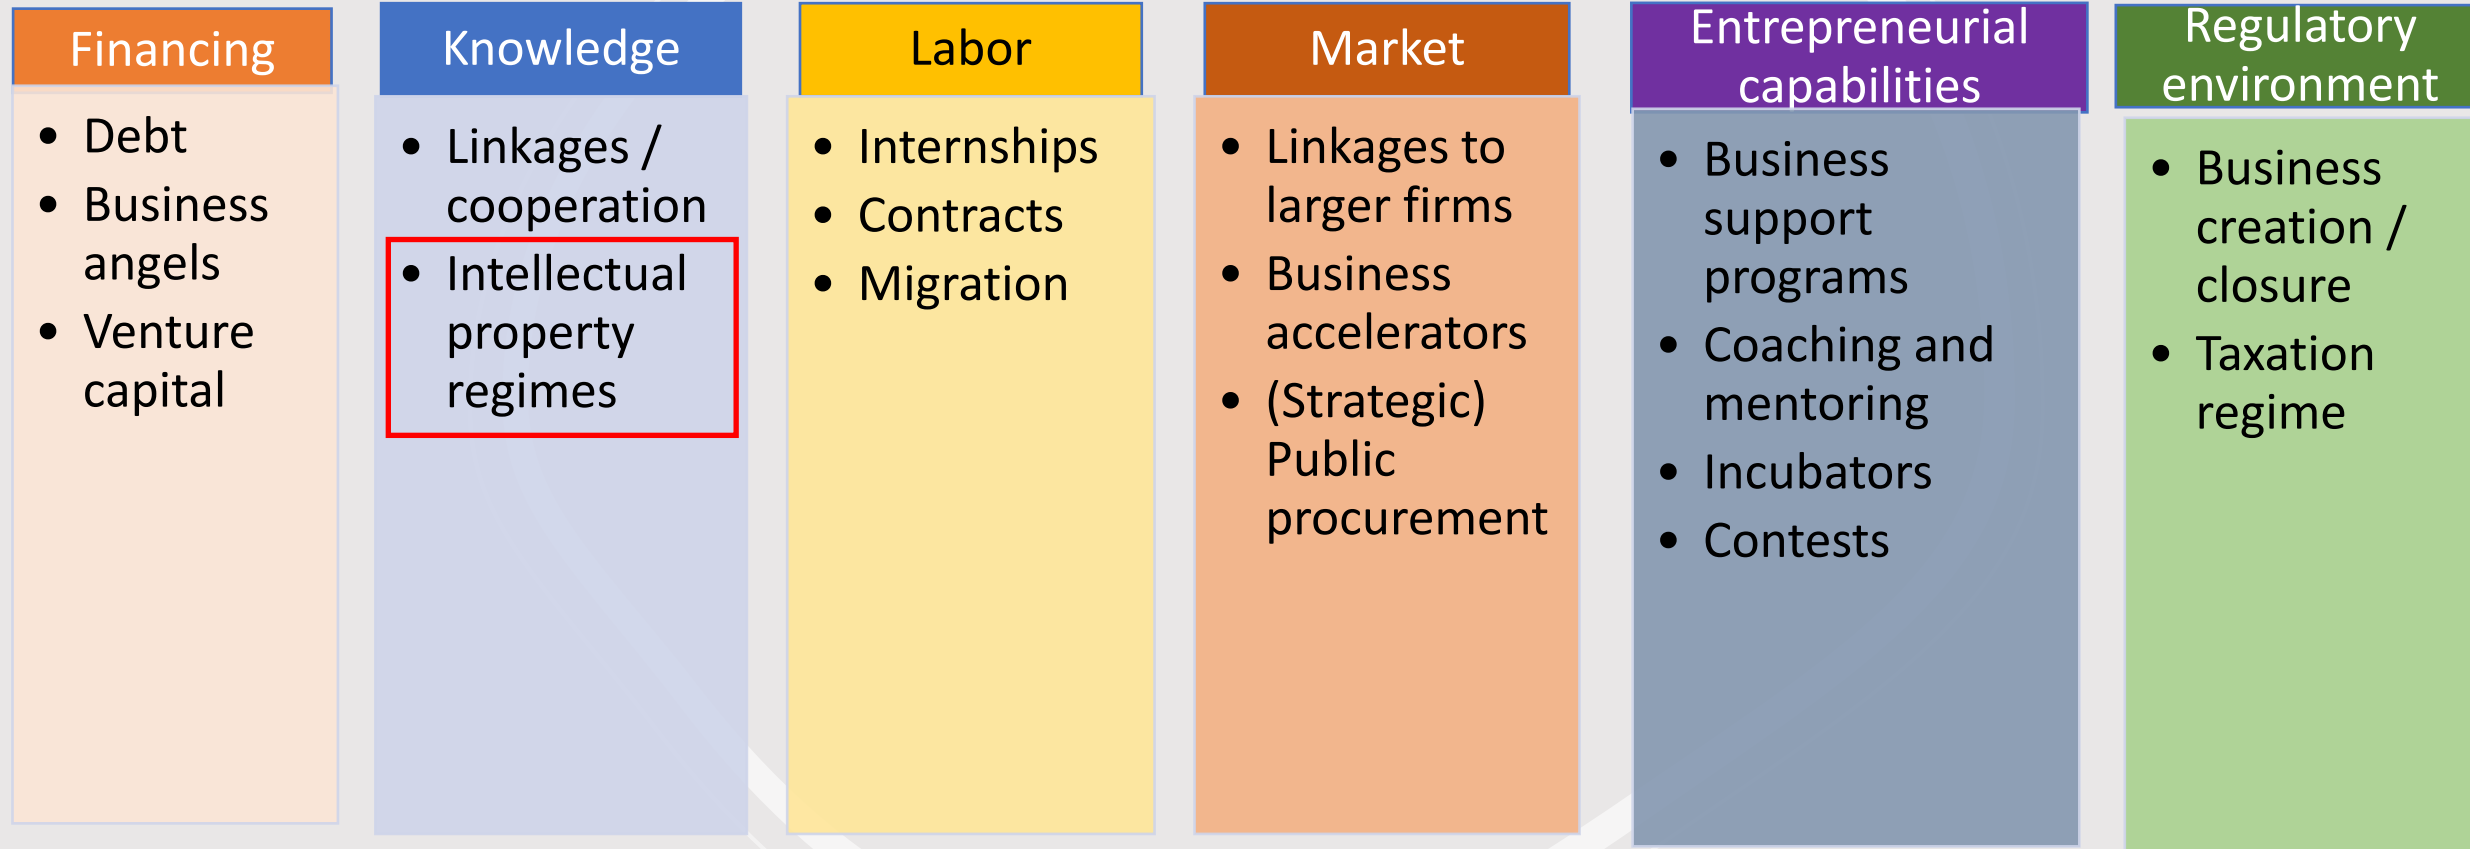 Financing
• Debt
• Business
angels
• Venture
capital
Knowledge
• Linkages /
cooperation
• Intellectual
property
regimes
Labor
• Internships
• Contracts
• Migration
Market
• Linkages to
larger firms
• Business
accelerators
• (Strategic)
Public
procurement
Entrepreneurial
capabilities
• Business
support
programs
• Coaching and
mentoring
• Incubators
• Contests
Regulatory
environment
• Business
creation /
closure
• Taxation
regime